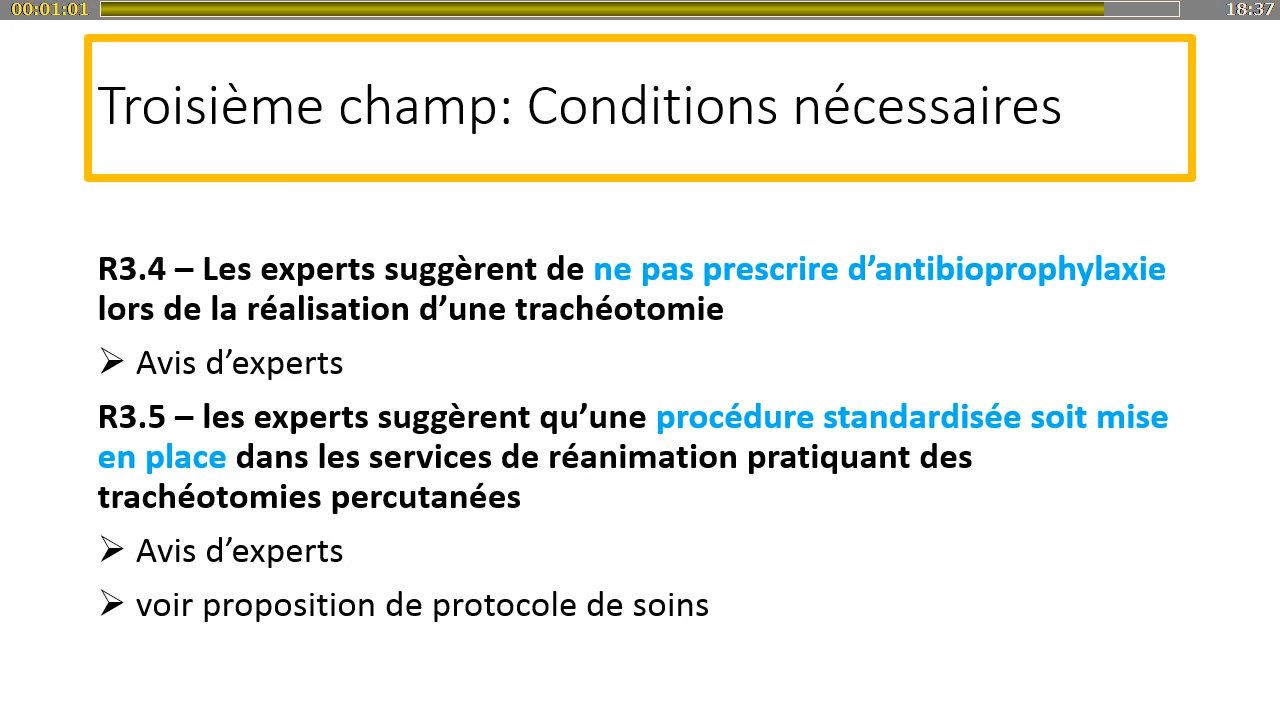 00:01:01
18:37
Troisième champ: Conditions nécessaires
R3.4 – Les experts suggèrent de ne pas prescrire d’antibioprophylaxie
lors de la réalisation d’une trachéotomie
➢ Avis d’experts
R3.5 – les experts suggèrent qu’une procédure standardisée soit mise
en place dans les services de réanimation pratiquant des
trachéotomies percutanées
➢ Avis d’experts
➢ voir proposition de protocole de soins